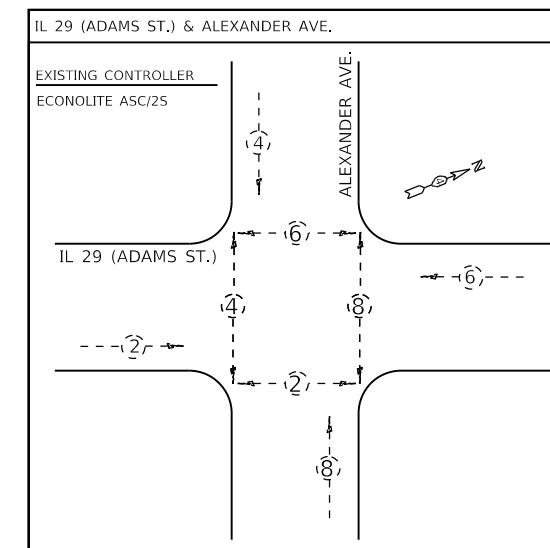 IL 29 (ADAMS ST.) & ALEXANDER AVE.
EXISTING CONTROLLER
ECONOLITE ASC/2S
ALEXANDER AVE.
4
N
6
IL 29 (ADAMS ST.)
6
4
8
2
2
8